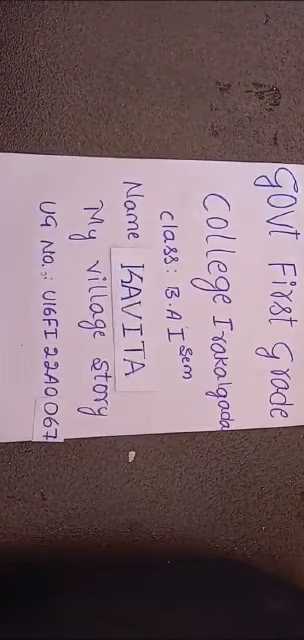 govt First grade
College Irakalgada
class: B.A I Sem
Name KAVITA
My village story
UG No.: U16FI22A0067